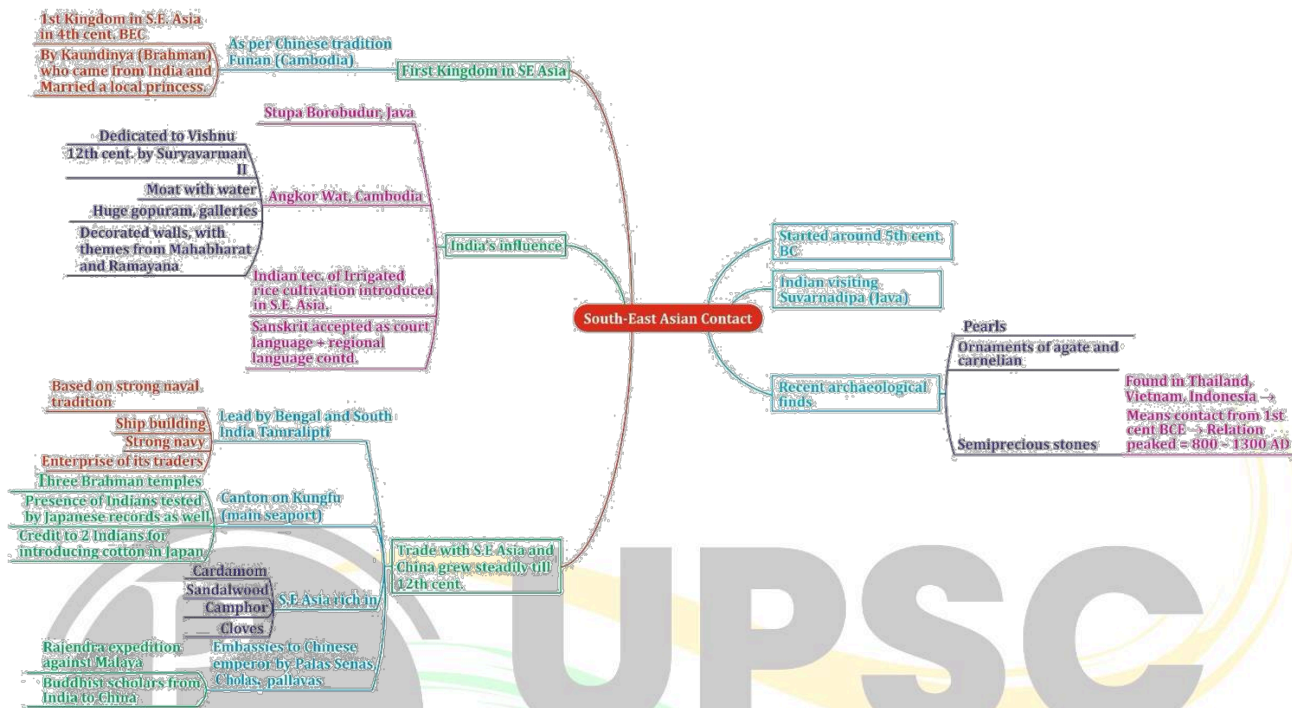 1st Kingdom in S.E. Asia
in 4th cent. BEC
By Kaundinya (Brahman)
who came from India and
Married a local princess.
As per Chinese tradition
Funan (Cambodia)
First Kingdom in SE Asia
Stupa Borobudur, Java
Dedicated to Vishnu
12th cent. by Suryavarman
II
Moat with water
Huge gopuram, galleries
Decorated walls, with
themes from Mahabharat
and Ramayana
Angkor Wat, Cambodia
Indian tec. of Irrigated
rice cultivation introduced
in S.E. Asia.
Sanskrit accepted as court
language + regional
language contd.
India's influence
South-East Asian Contact
Started around 5th cent,
BC
Indian visiting
Suvarnadipa (Java)
Recent archaeological
finds
Pearls
Ornaments of agate and
carnelian
Semiprecious stones
Found in Thailand,
Vietnam, Indonesia →
Means contact from 1st
cent BCE → Relation
peaked = 800 – 1300 AD
Based on strong naval
tradition
Ship building
Strong navy
Enterprise of its traders
Lead by Bengal and South
India Tamralipti
Three Brahman temples
Presence of Indians tested
by Japanese records as well
Credit to 2 Indians for
introducing cotton in Japan
Canton on Kungfu
(main seaport)
Cardamom
Sandalwood
Camphor
Cloves
S.E Asia rich in
Rajendra expedition
against Malaya
Buddhist scholars from
India to China
Embassies to Chinese
emperor by Palas Senas,
Cholas, pallavas
Trade with S.E Asia and
China grew steadily till
12th cent.
UPSC